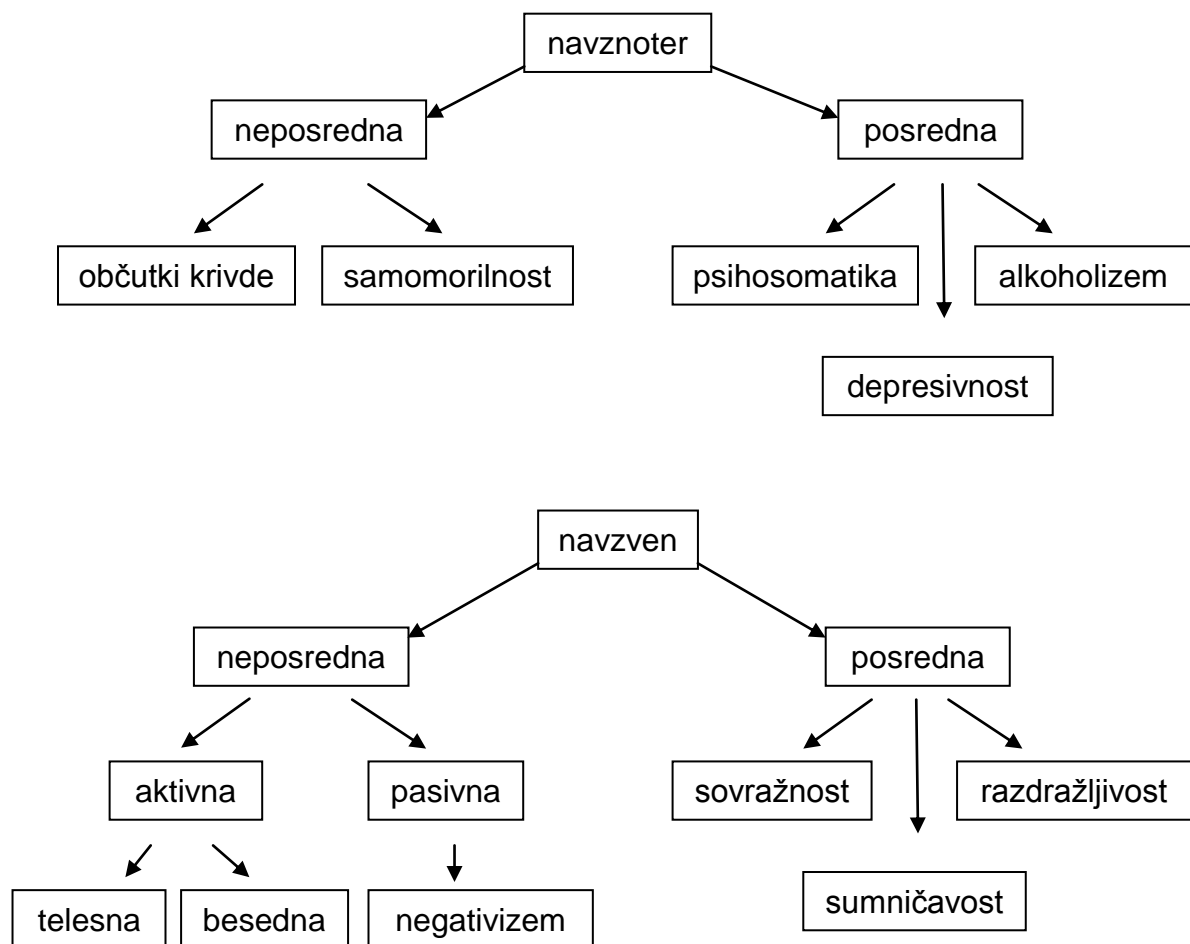 navznoter
neposredna
posredna
občutki krivde
samomorilnost
psihosomatika
alkoholizem
depresivnost
navzven
neposredna
posredna
aktivna
pasivna
sovražnost
razdražljivost
telesna
besedna
negativizem
sumničavost